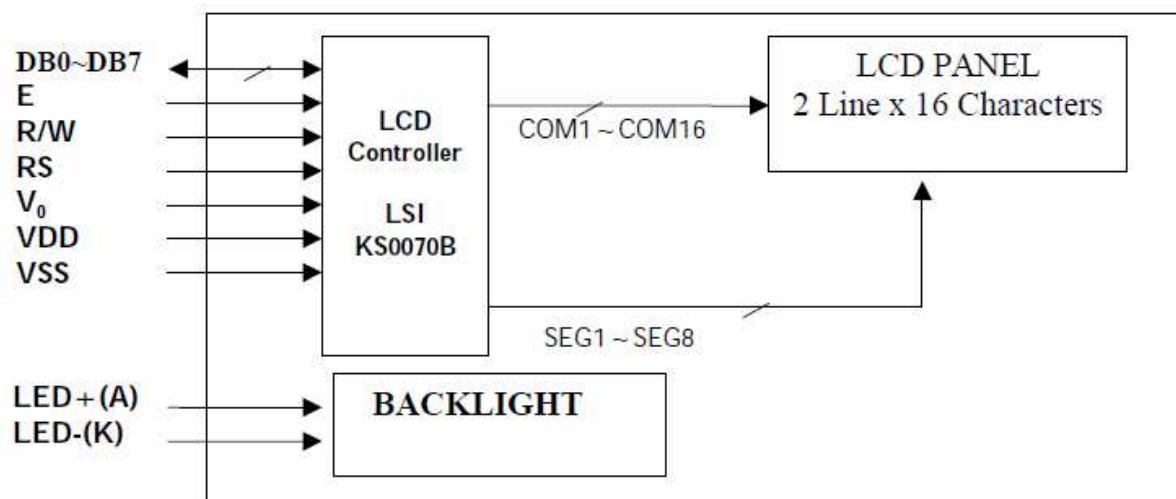 DB0~DB7
E
R/W
RS
V0
VDD
VSS
LED+(A)
LED-(K)
LCD
Controller
LSI
KS0070B
COM1 ~ COM16
SEG1 ~ SEG8
LCD PANEL
2 Line x 16 Characters
BACKLIGHT